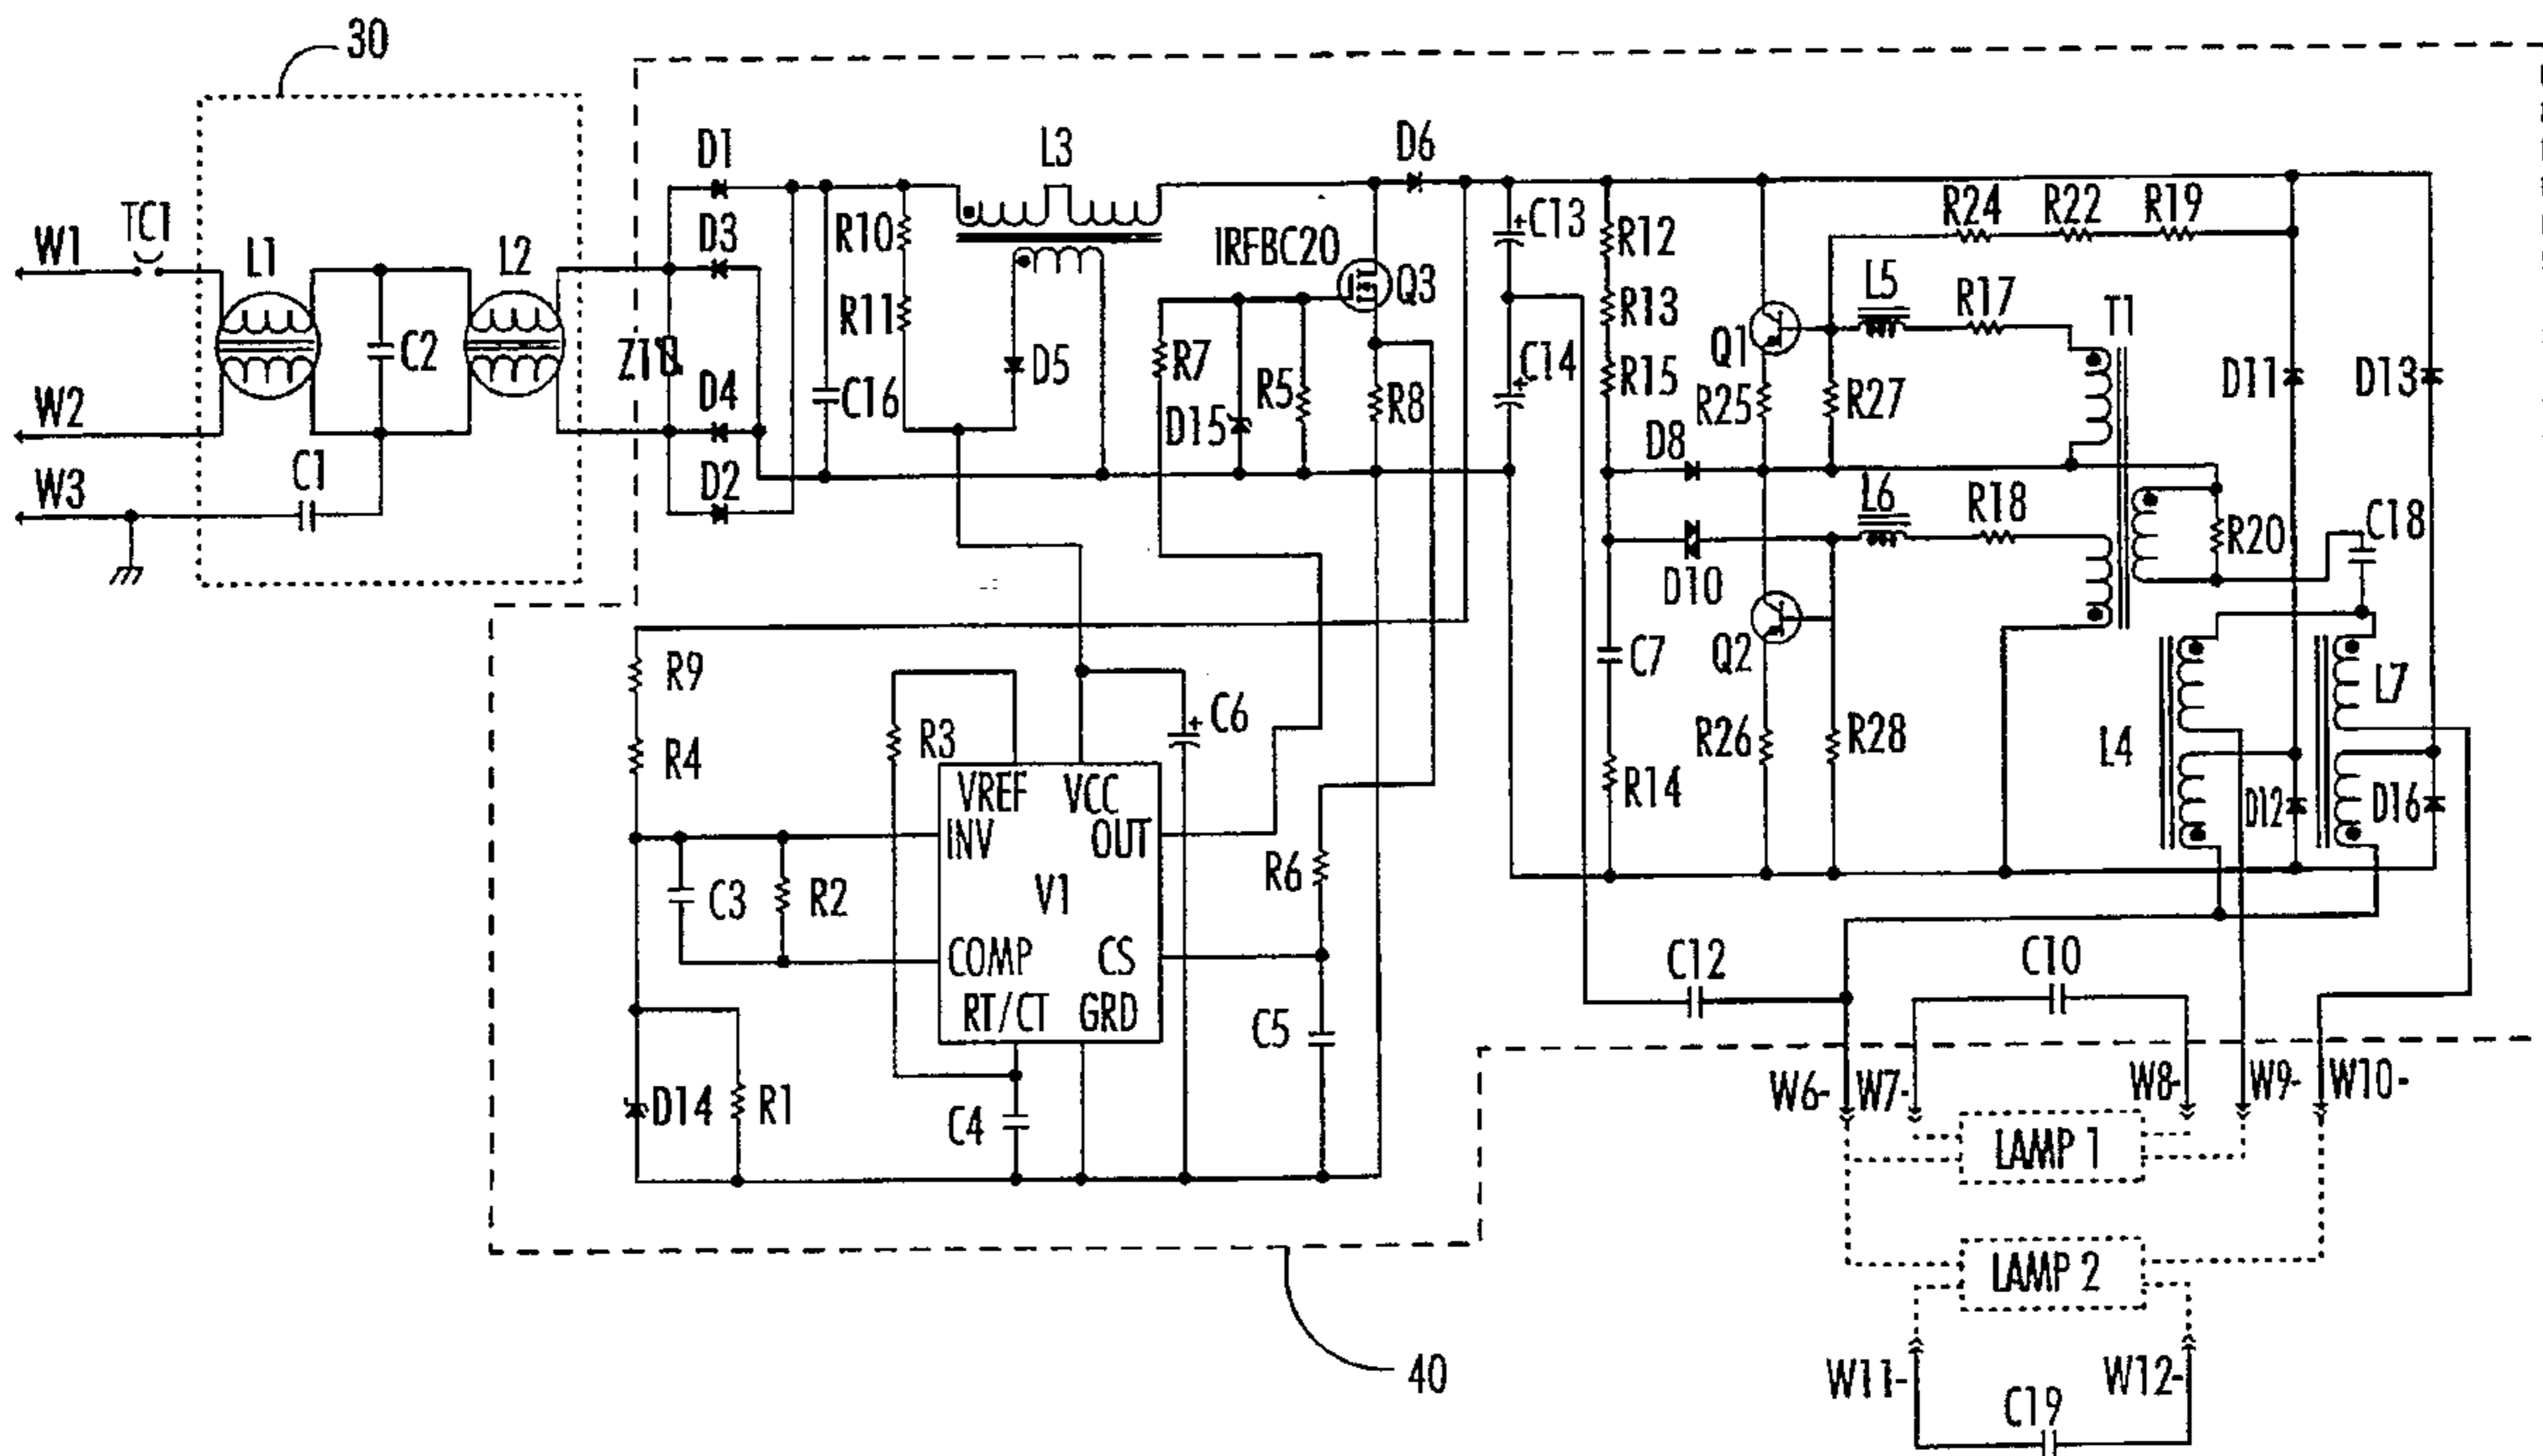 30
D1
L3
D6
TC1
W1
L1
L2
D3
R10
IRFBC20
Q3
C13
R12
R24
R22
R19
L5
R17
T1
R11
R13
Q1
C2
Z1
D5
R7
C14
R15
D11
D13
W2
D4
C16
D15
R5
R8
R25
R27
C1
D8
W3
D2
L6
R18
R20
C18
D10
R9
C7
Q2
L7
R3
C6
R4
R26
R28
L4
VREF
VCC
R14
D12
D16
INV
OUT
C3
R2
V1
R6
COMP
CS
C12
C10
RT/CT
GRD
C5
D14
R1
C4
W6-
W7-
W8-
W9-
W10-
LAMP 1
LAMP 2
40
W11-
W12-
C19